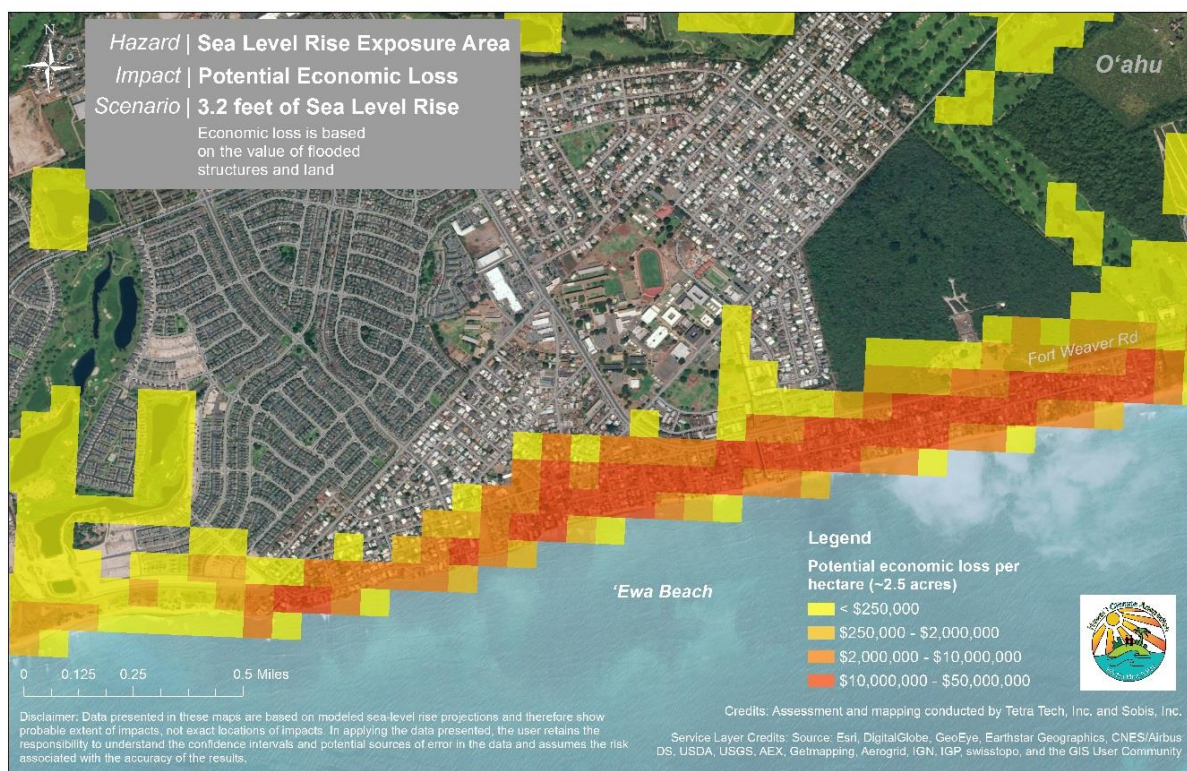 N
Hazard | Sea Level Rise Exposure Area
Impact | Potential Economic Loss
Scenario | 3.2 feet of Sea Level Rise
Economic loss is based
on the value of flooded
structures and land
Oʻahu
Fort Weaver Rd
ʻEwa Beach
Legend
Potential economic loss per
hectare (~2.5 acres)
< $250,000
$250,000 - $2,000,000
$2,000,000 - $10,000,000
$10,000,000 - $50,000,000
0 0.125 0.25 0.5 Miles
Disclaimer: Data presented in these maps are based on modeled sea-level rise projections and therefore show
probable extent of impacts, not exact locations of impacts. In applying the data presented, the user retains the
responsibility to understand the confidence intervals and potential sources of error in the data and assumes the risk
associated with the accuracy of the results.
Credits: Assessment and mapping conducted by Tetra Tech, Inc. and Sobis, Inc.
Service Layer Credits: Source: Esri, DigitalGlobe, GeoEye, Earthstar Geographics, CNES/Airbus
DS, USDA, USGS, AEX, Getmapping, Aerogrid, IGN, IGP, swisstopo, and the GIS User Community